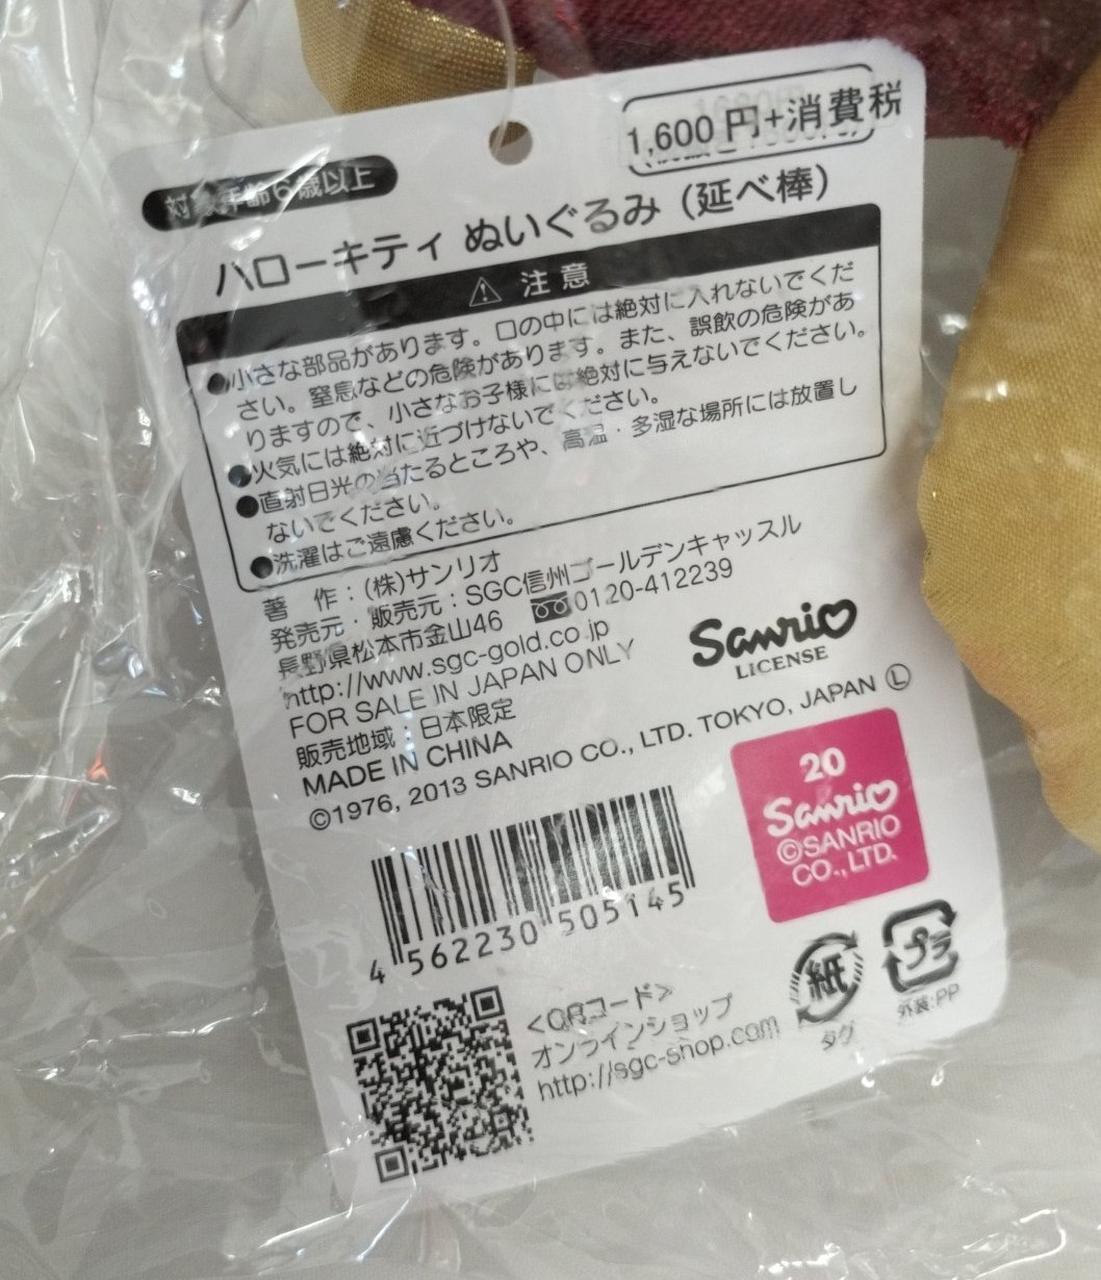 1,600 円+消費税
対象年齢6歳以上
ハローキティ ぬいぐるみ (延べ棒)
⚠ 注意
●小さな部品があります。口の中には絶対に入れないでくだ
さい。窒息などの危険があります。また、誤飲の危険があ
りますので、小さなお子様には絶対に与えないでください。
●火気には絶対に近づけないでください。
●直射日光の当たるところや、高温・多湿な場所には放置し
ないでください。
●洗濯はご遠慮ください。
著 作:(株)サンリオ
発売元・販売元:SGC信州ゴールデンキャッスル
長野県松本市金山46 0120-412239
http://www.sgc-gold.co.jp
FOR SALE IN JAPAN ONLY
販売地域:日本限定
MADE IN CHINA
©1976, 2013 SANRIO CO., LTD. TOKYO, JAPAN Ⓛ
Sanrio
LICENSE
20
Sanrio
©SANRIO
CO.,LTD.
4 562230 505145
<QRコード>
オンラインショップ
http://sgc-shop.com
紙
タグ
プラ
外装:PP